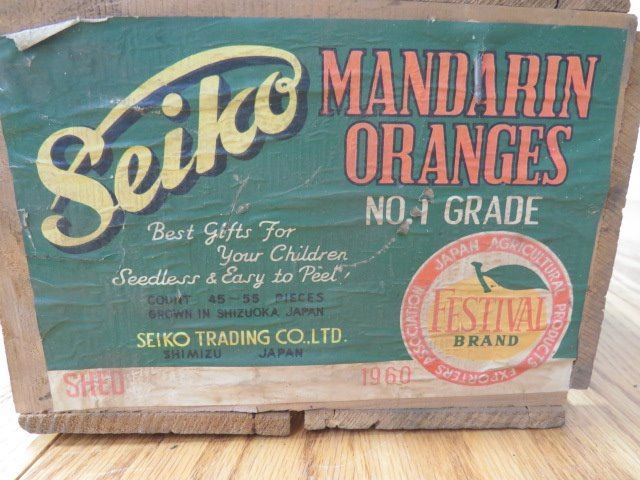 Seiko
MANDARIN
ORANGES
NO.1 GRADE
Best Gifts For
Your Children
Seedless & Easy to Peel!
COUNT 45-55 PIECES
GROWN IN SHIZUOKA, JAPAN
SEIKO TRADING CO.,LTD.
SHIMIZU JAPAN
JAPAN AGRICULTURAL PRODUCTS EXPORTERS ASSOCIATION
FESTIVAL
BRAND
SHED 1960